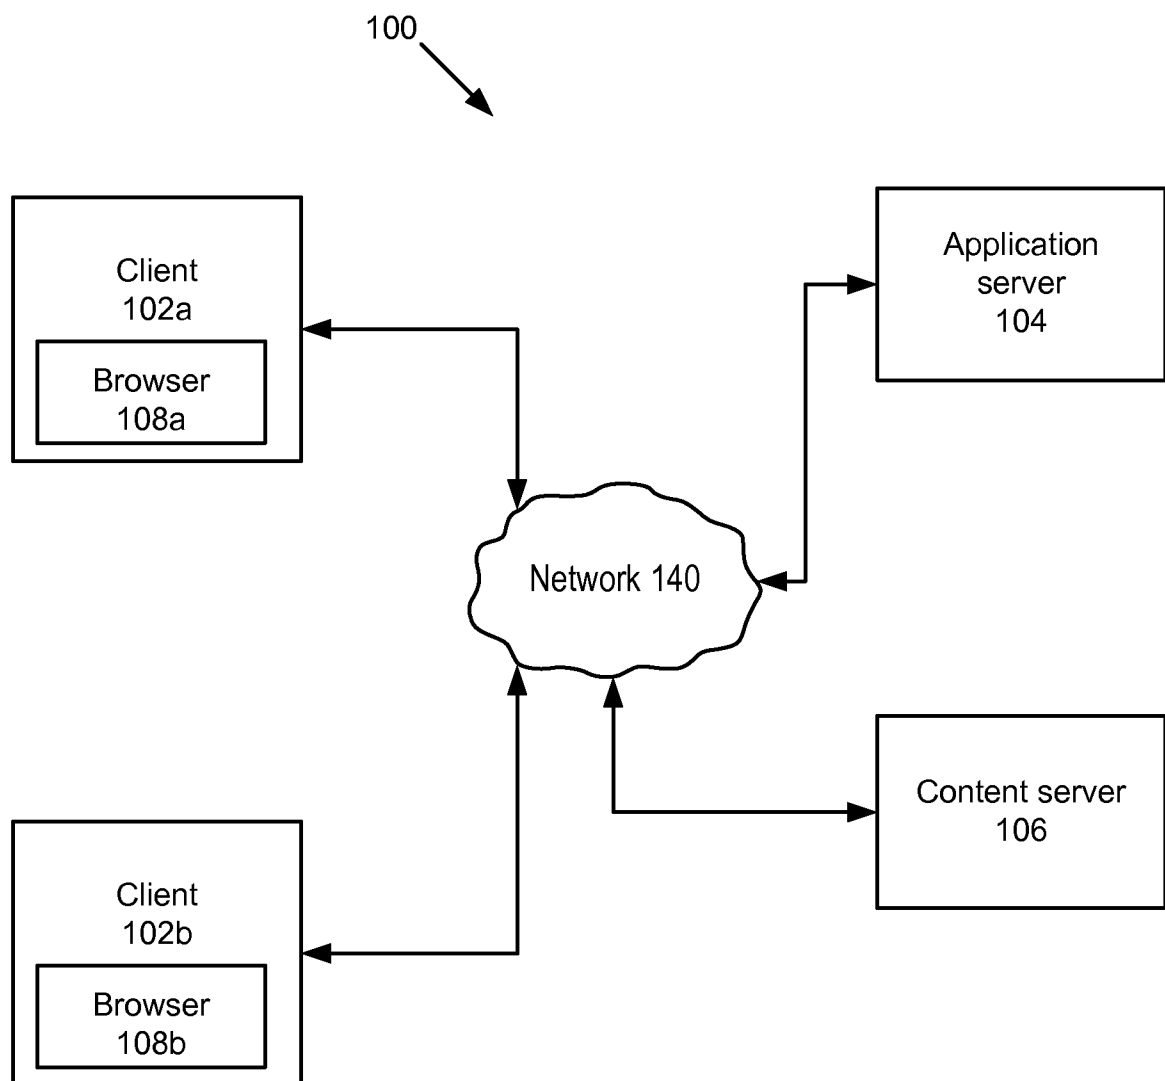 100
Client
102a
Browser
108a
Application
server
104
Network 140
Content server
106
Client
102b
Browser
108b